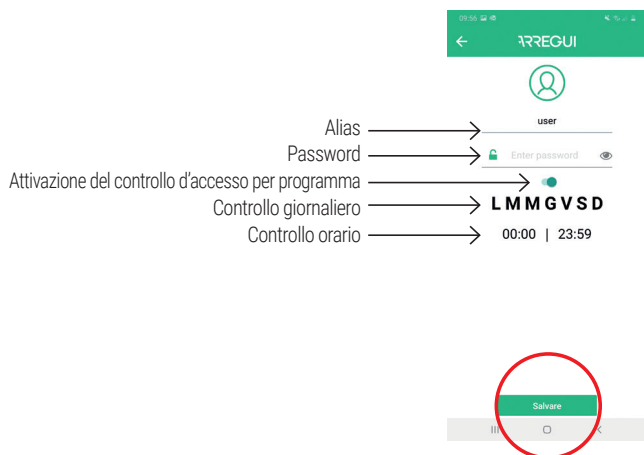 09:56
ARREGUI
user
Alias
Enter password
Password
Attivazione del controllo d'accesso per programma
L M M G V S D
Controllo giornaliero
00:00 | 23:59
Controllo orario
Salvare